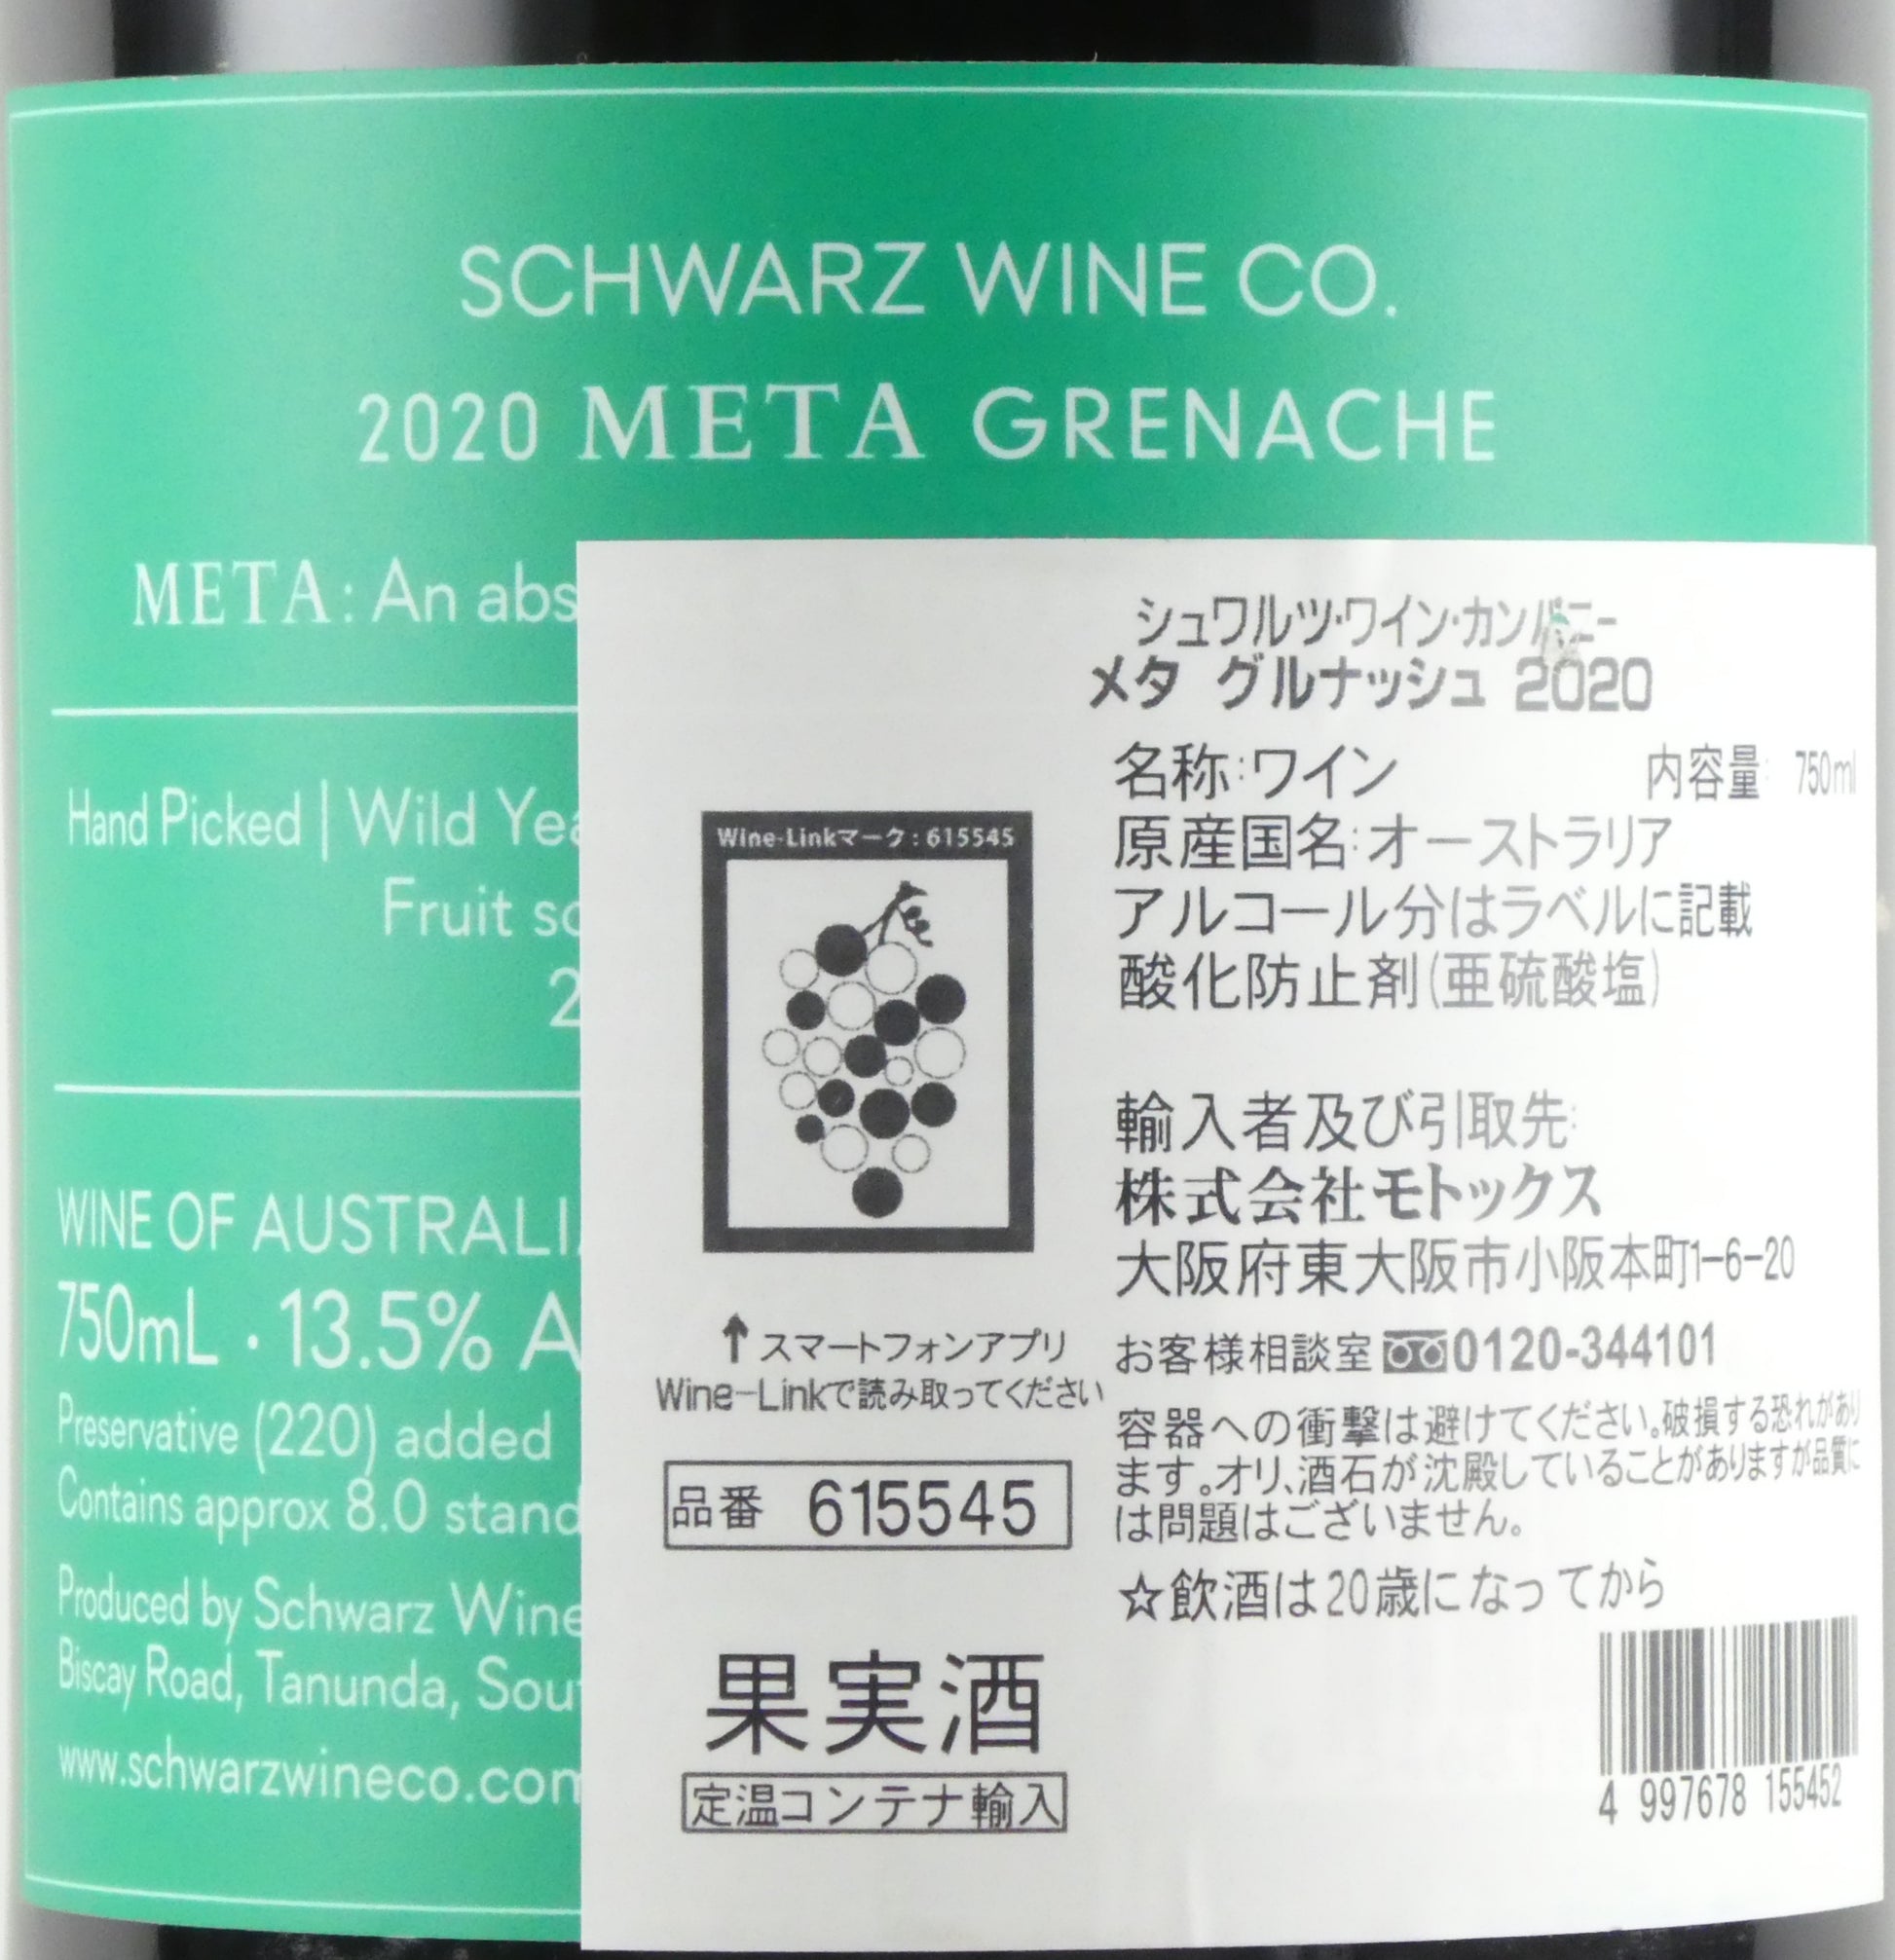 SCHWARZ WINE CO.
2020 META GRENACHE
META: An abs
Hand Picked | Wild Yea
Fruit so
2
WINE OF AUSTRALIA
750mL · 13.5% A
Preservative (220) added
Contains approx 8.0 stand
Produced by Schwarz Wine
Biscay Road, Tanunda, Sout
www.schwarzwineco.com
シュワルツ・ワイン・カンパニー
メタ グルナッシュ 2020
名称:ワイン 内容量: 750ml
原産国名:オーストラリア
アルコール分はラベルに記載
酸化防止剤(亜硫酸塩)
輸入者及び引取先:
株式会社モトックス
大阪府東大阪市小阪本町1-6-20
お客様相談室 0120-344101
容器への衝撃は避けてください。破損する恐れがあり
ます。オリ、酒石が沈殿していることがありますが品質に
は問題はございません。
☆飲酒は20歳になってから
Wine-Linkマーク:615545
↑スマートフォンアプリ
Wine-Linkで読み取ってください
品番 615545
果実酒
定温コンテナ輸入
4 997678 155452